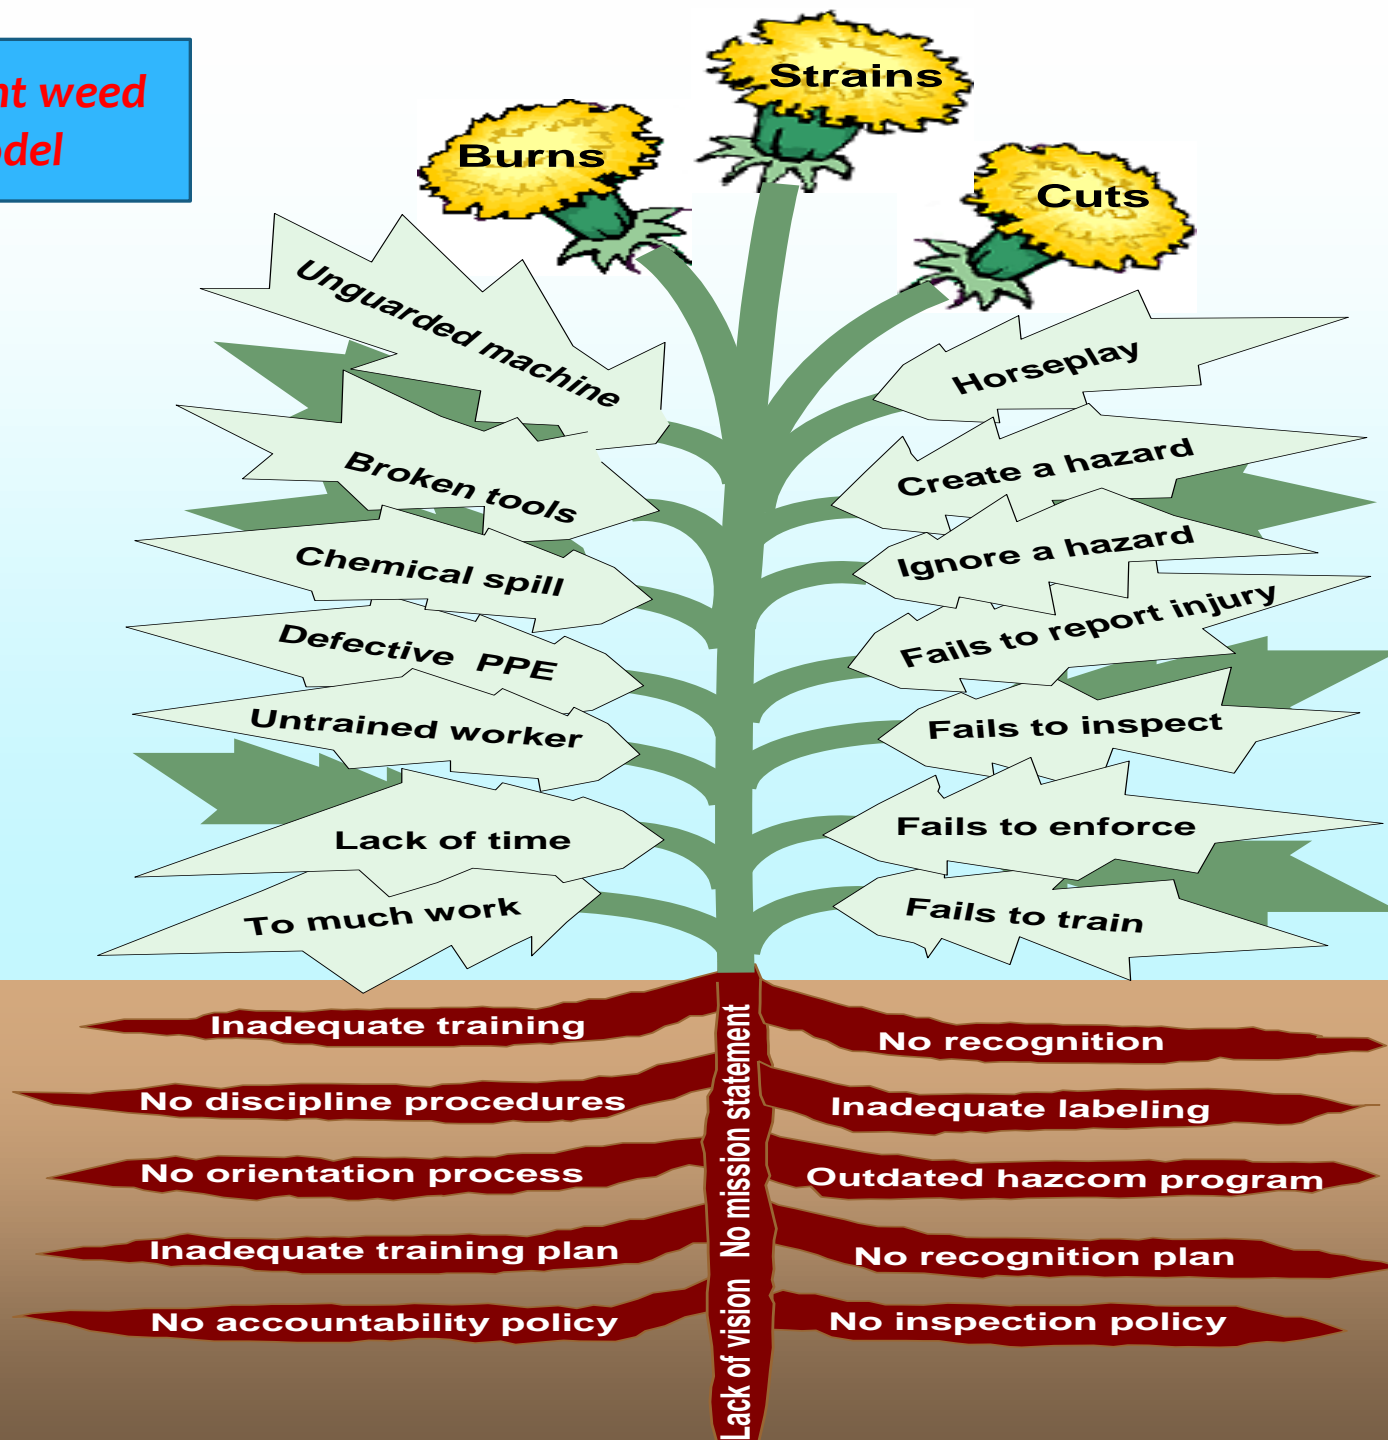 nt weed
odel
Strains
Burns
Cuts
Unguarded machine
Horseplay
Broken tools
Create a hazard
Chemical spill
Ignore a hazard
Defective PPE
Fails to report injury
Untrained worker
Fails to inspect
Lack of time
Fails to enforce
To much work
Fails to train
Inadequate training
No recognition
No discipline procedures
Inadequate labeling
No orientation process
Outdated hazcom program
Inadequate training plan
No recognition plan
No accountability policy
No inspection policy
Lack of vision No mission statement